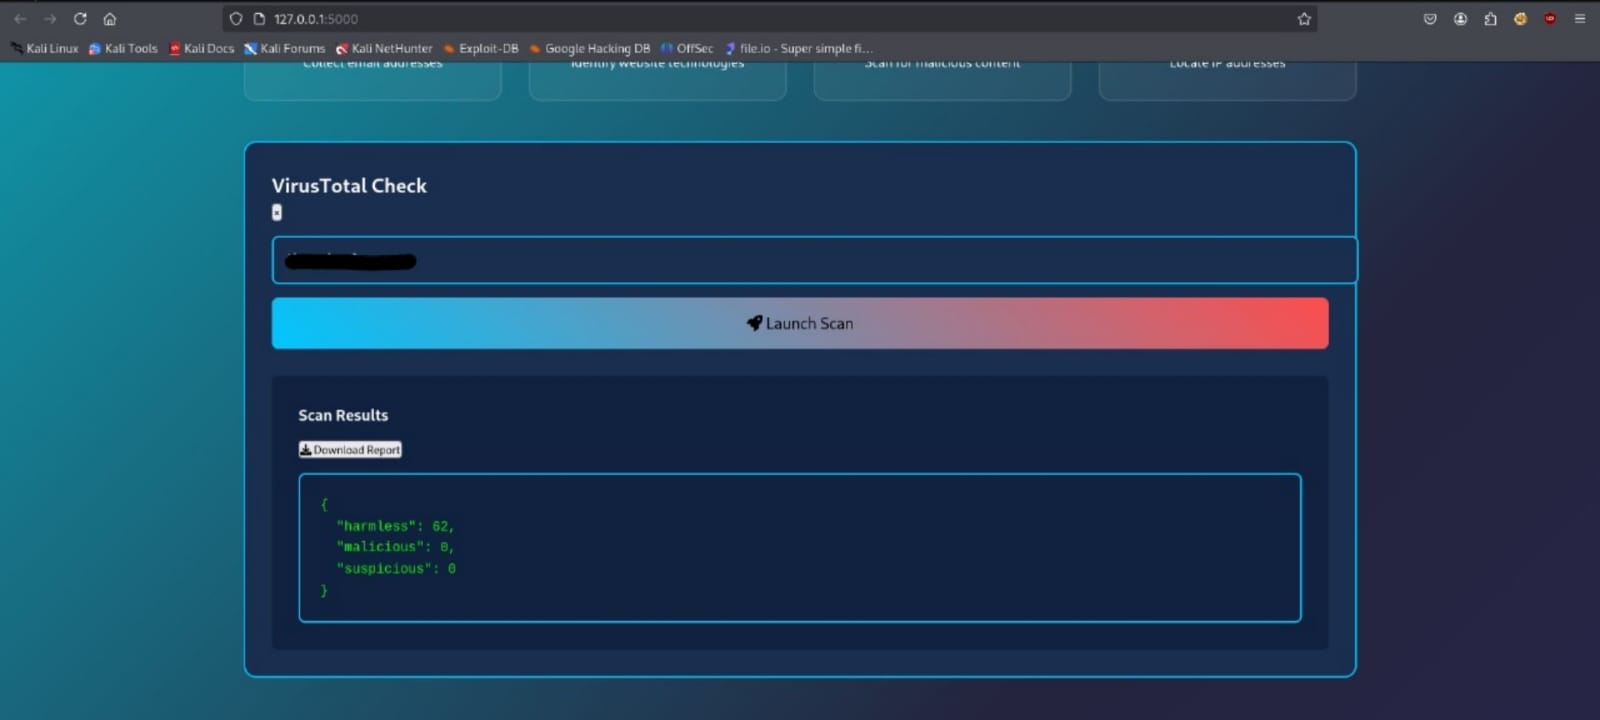 127.0.0.1:5000
Kali Linux Kali Tools Kali Docs Kali Forums Kali NetHunter Exploit-DB Google Hacking DB OffSec file.io - Super simple fi...
Collect email addresses Identify website technologies Scan for malicious content Locate IP addresses
VirusTotal Check
×
Launch Scan
Scan Results
Download Report
{
"harmless": 62,
"malicious": 0,
"suspicious": 0
}